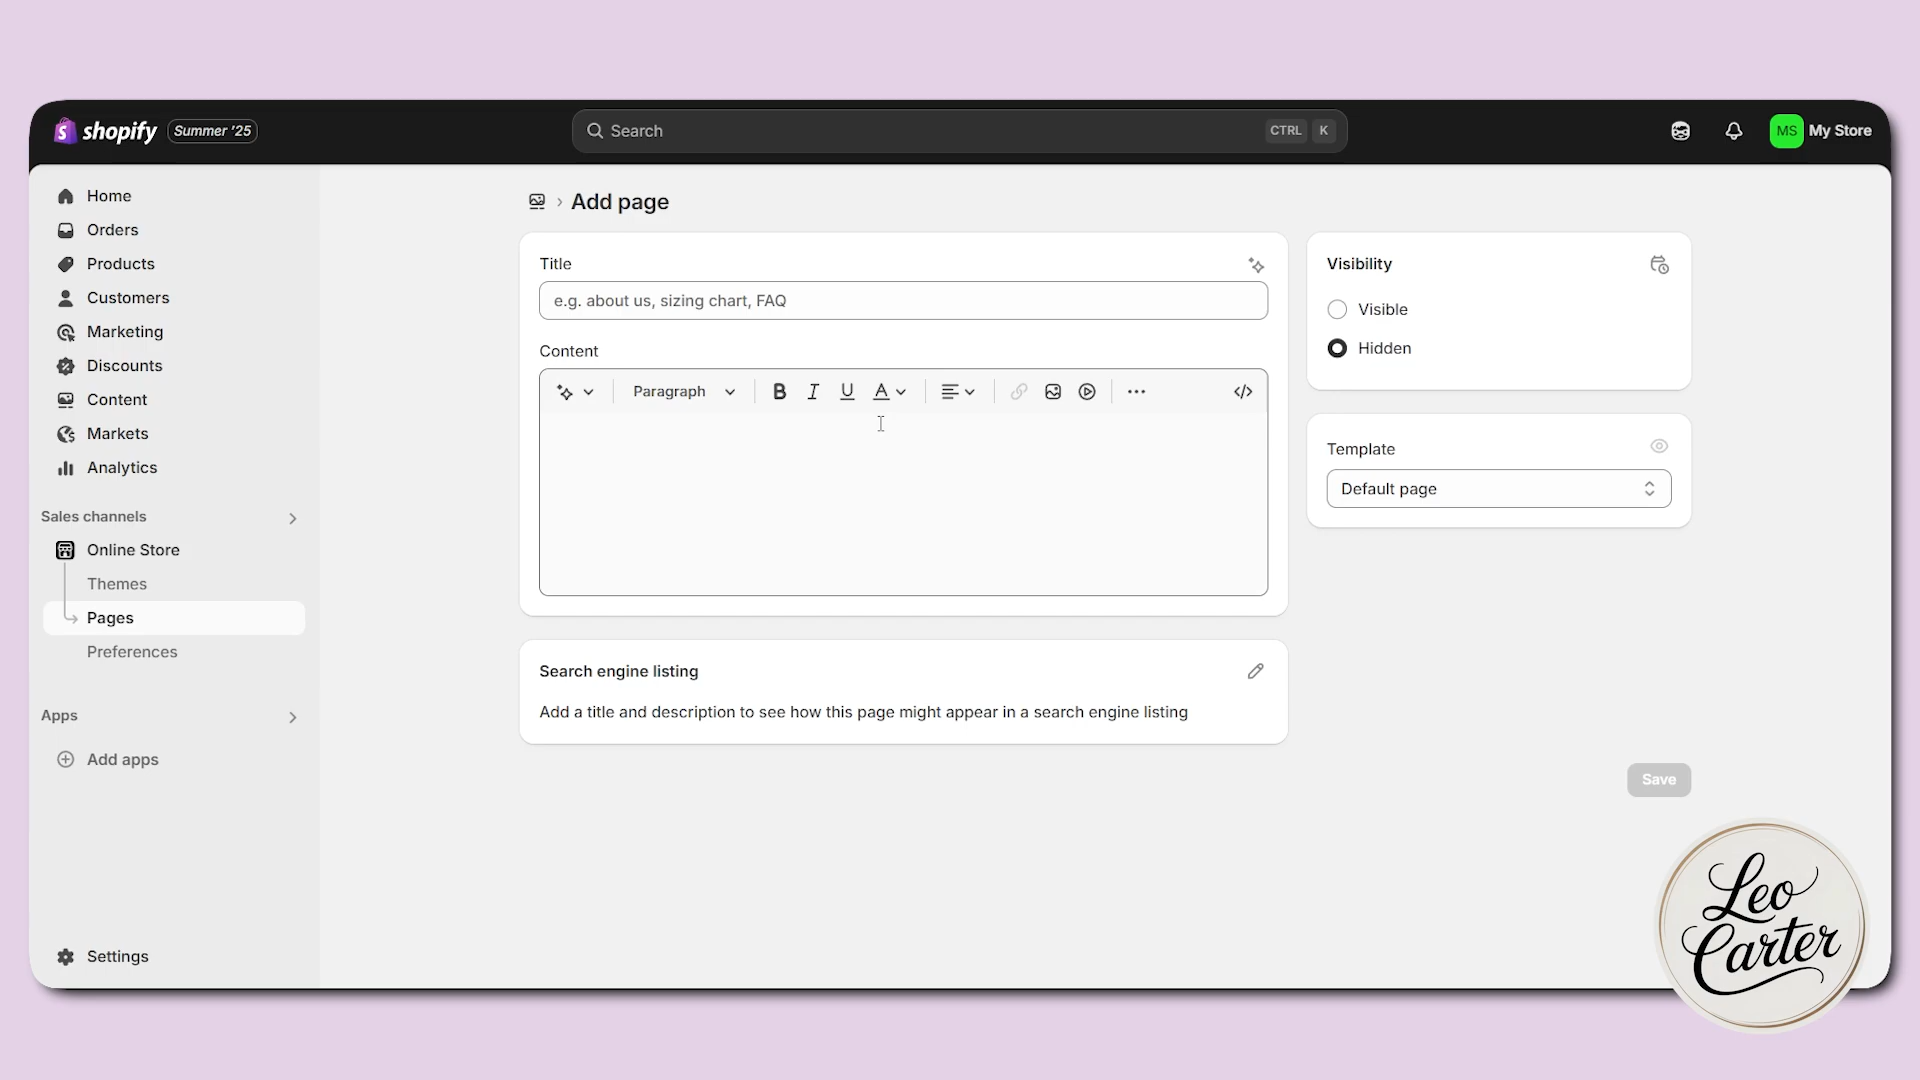 shopify Summer '25
Search CTRL K
MS My Store
Home
Orders
Products
Customers
Marketing
Discounts
Content
Markets
Analytics
Sales channels
Online Store
Themes
Pages
Preferences
Apps
Add apps
Settings
Add page
Title
e.g. about us, sizing chart, FAQ
Content
Paragraph B I U A
Search engine listing
Add a title and description to see how this page might appear in a search engine listing
Visibility
Visible
Hidden
Template
Default page
Save
Leo
Carter